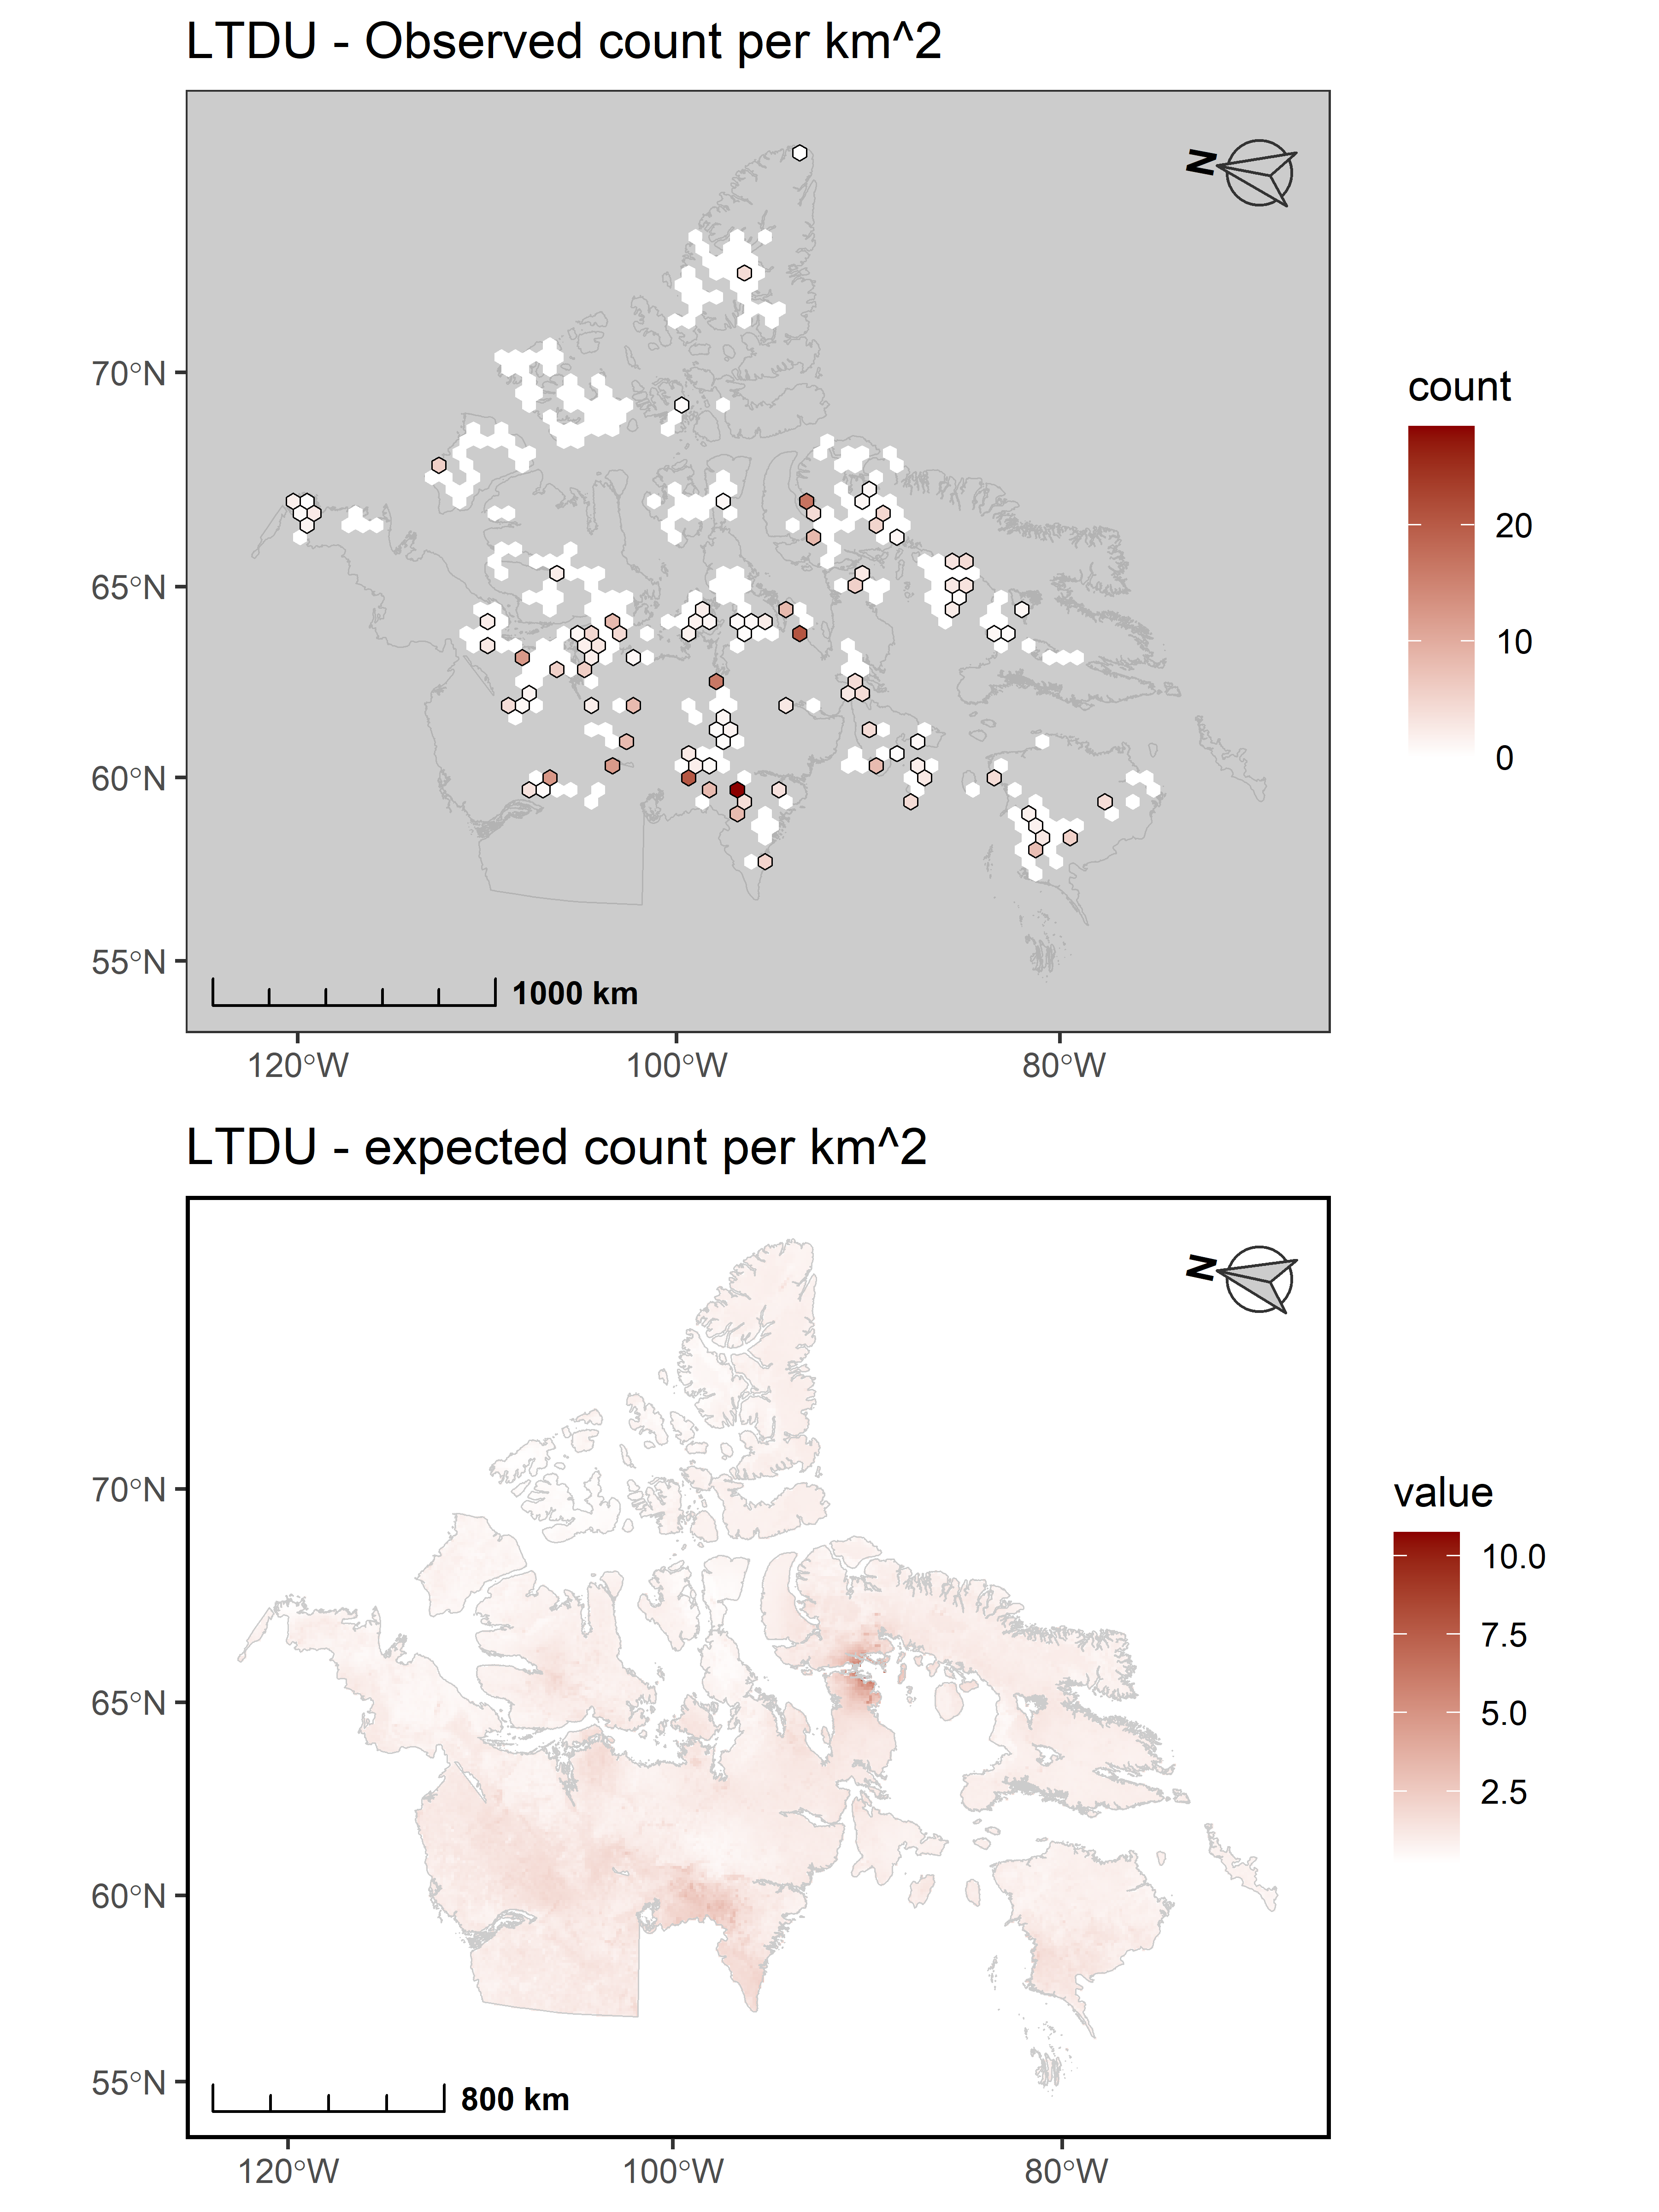 LTDU - Observed count per km^2
N
70°N
65°N
60°N
55°N
1000 km
120°W 100°W 80°W
count
20
10
0
LTDU - expected count per km^2
N
70°N
65°N
60°N
55°N
800 km
120°W 100°W 80°W
value
10.0
7.5
5.0
2.5